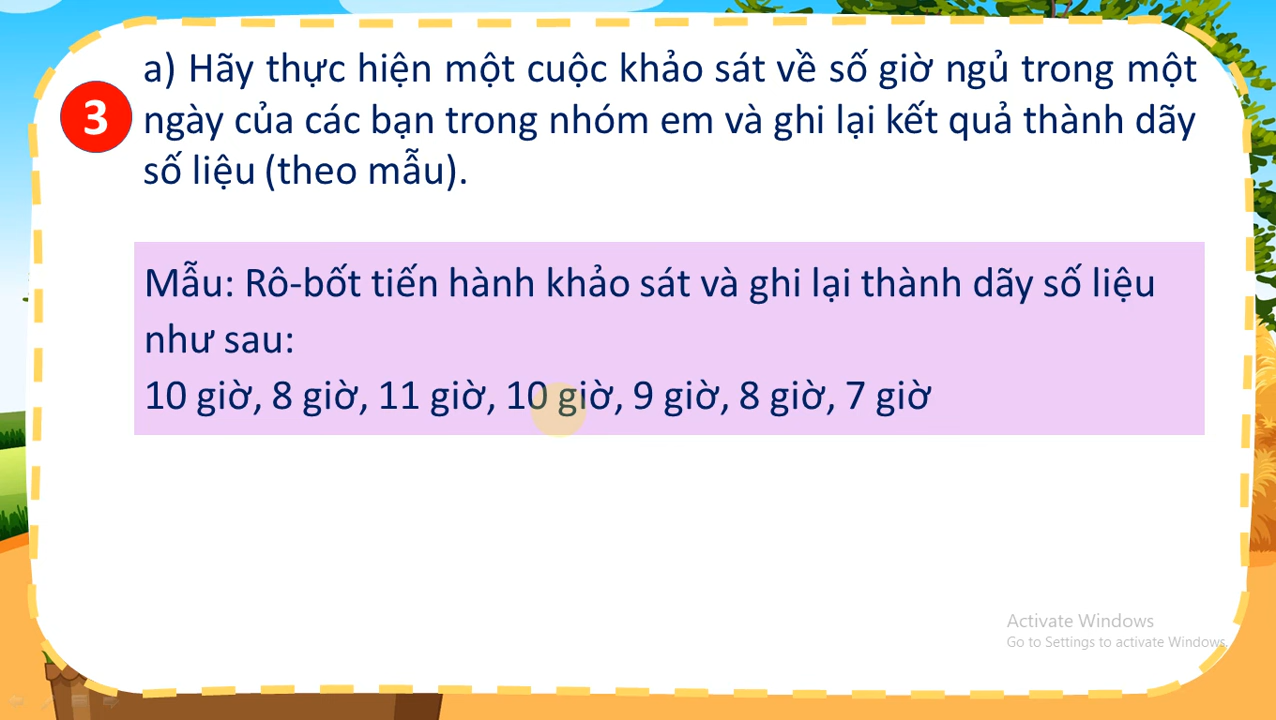 a) Hãy thực hiện một cuộc khảo sát về số giờ ngủ trong một
3
ngày của các bạn trong nhóm em và ghi lại kết quả thành dãy
số liệu (theo mẫu).
Mẫu: Rô-bốt tiến hành khảo sát và ghi lại thành dãy số liệu
như sau:
10 giờ, 8 giờ, 11 giờ, 10 giờ, 9 giờ, 8 giờ, 7 giờ
Activate Windows
Go to Settings to activate Windows.